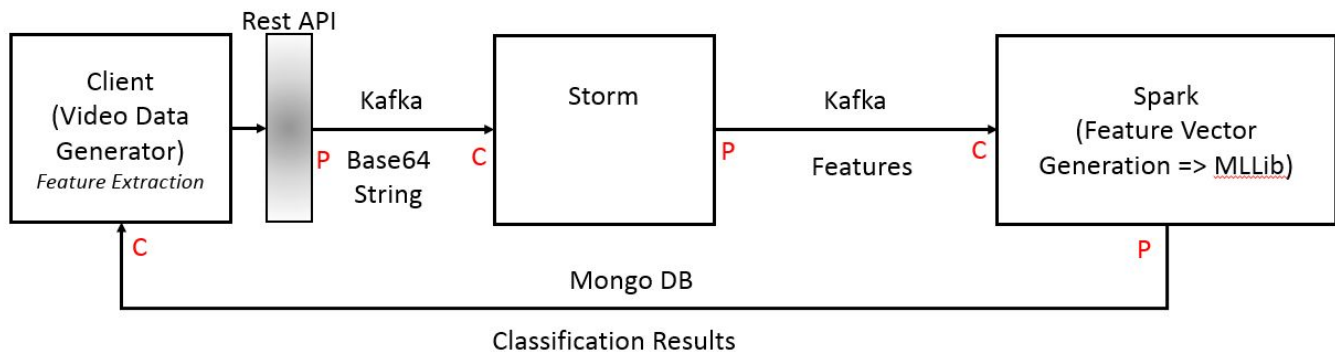 Rest API
Client
(Video Data
Generator)
Feature Extraction
Kafka
P
Base64
String
C
Storm
Kafka
P
Features
C
Spark
(Feature Vector
Generation => MLLib)
P
C
Mongo DB
Classification Results